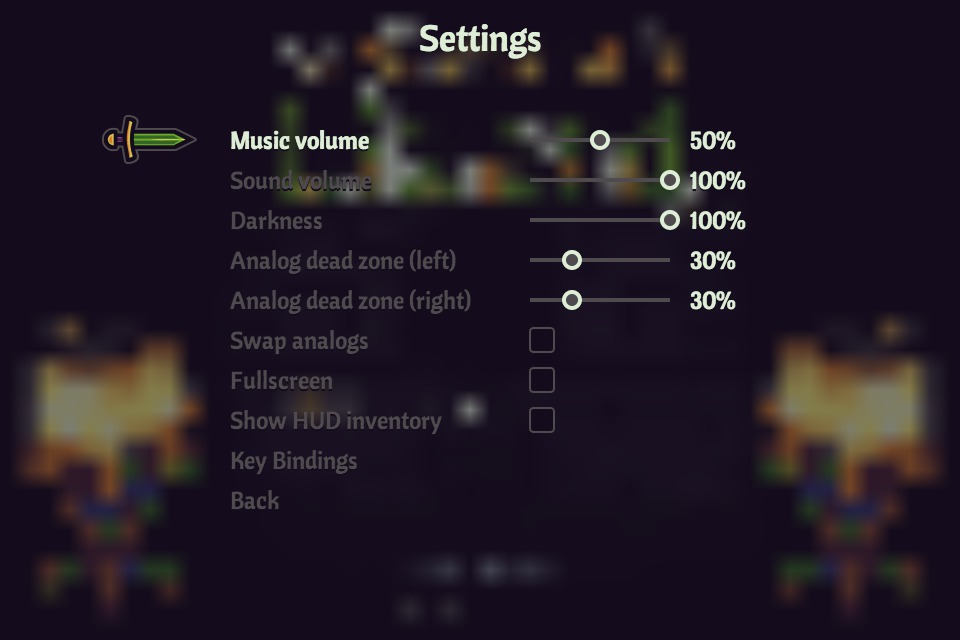 Settings
Music volume 50%
Sound volume 100%
Darkness 100%
Analog dead zone (left) 30%
Analog dead zone (right) 30%
Swap analogs
Fullscreen
Show HUD inventory
Key Bindings
Back